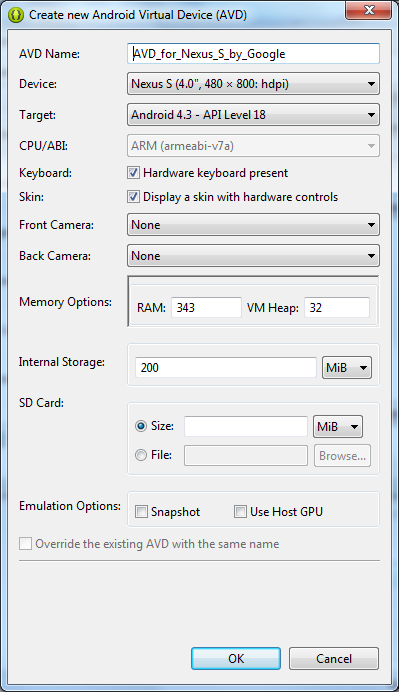 Create new Android Virtual Device (AVD)
AVD Name: AVD_for_Nexus_S_by_Google
Device: Nexus S (4.0", 480 × 800: hdpi)
Target: Android 4.3 - API Level 18
CPU/ABI: ARM (armeabi-v7a)
Keyboard: Hardware keyboard present
Skin: Display a skin with hardware controls
Front Camera: None
Back Camera: None
Memory Options: RAM: 343 VM Heap: 32
Internal Storage: 200 MiB
SD Card:
Size: MiB
File: Browse...
Emulation Options: Snapshot Use Host GPU
Override the existing AVD with the same name
OK Cancel